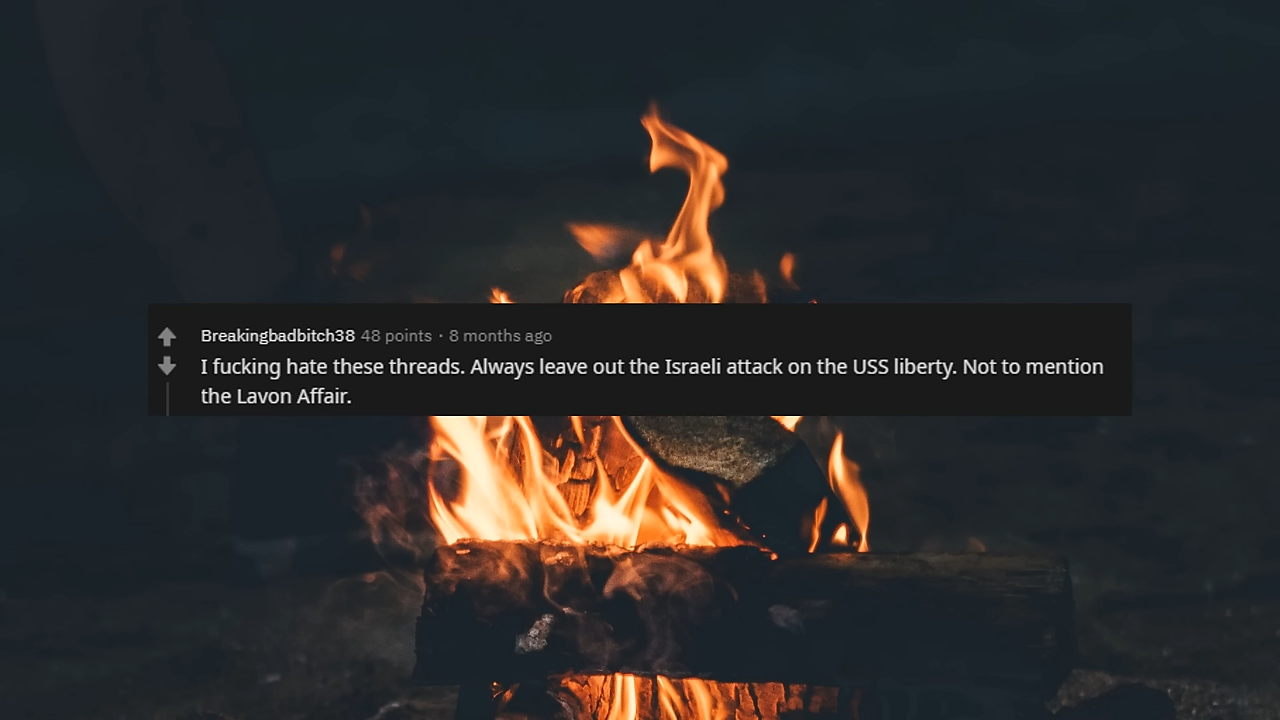 Breakingbadbitch38 48 points · 8 months ago
I fucking hate these threads. Always leave out the Israeli attack on the USS liberty. Not to mention
the Lavon Affair.